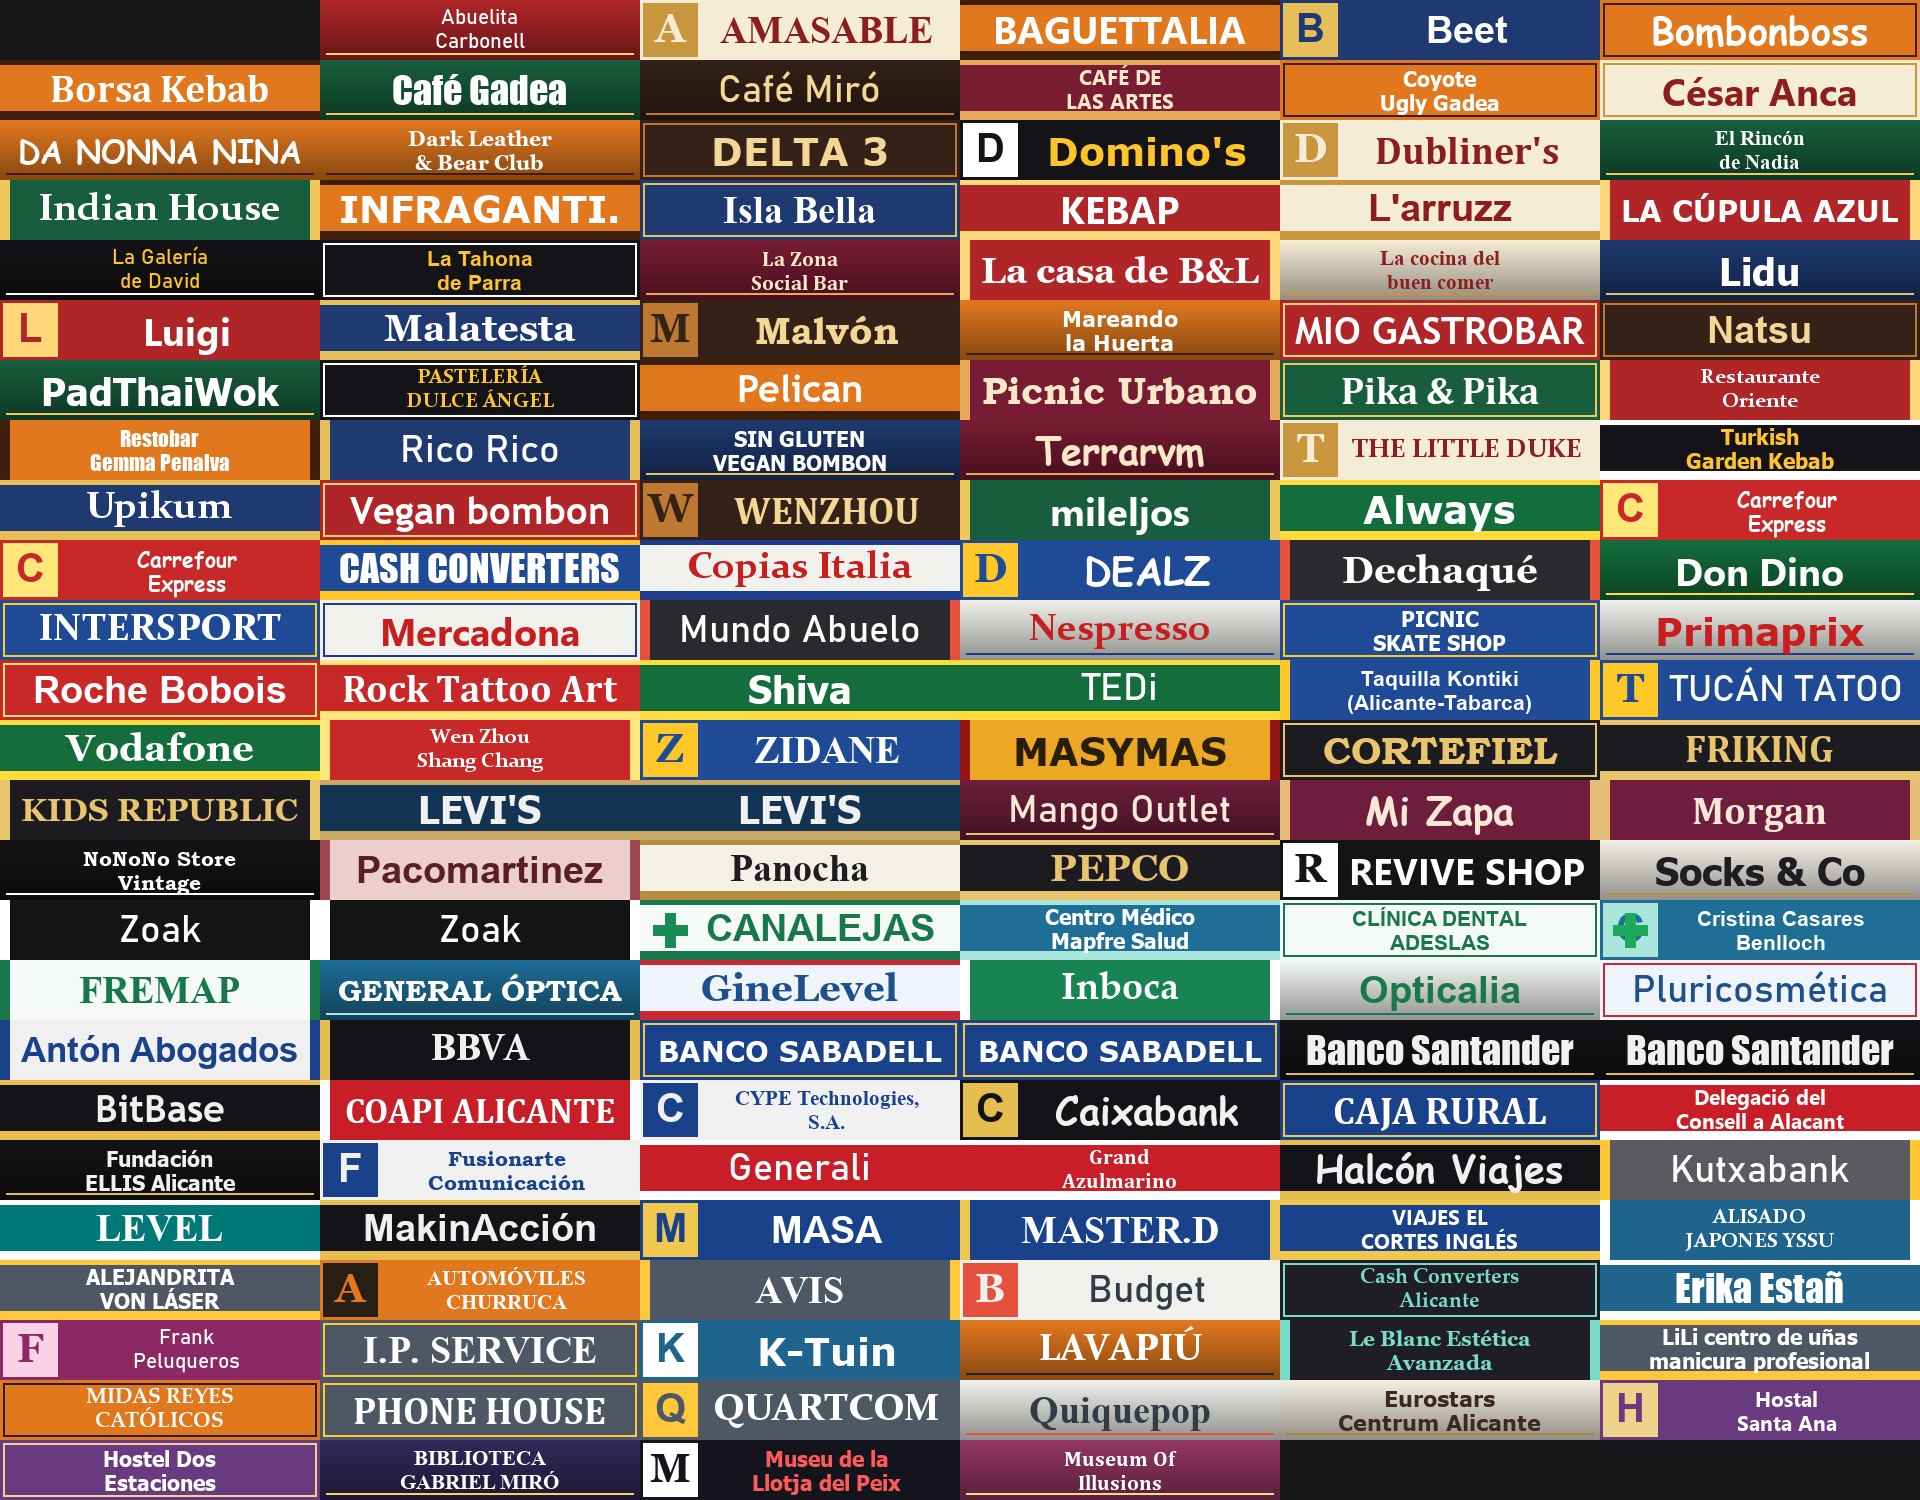 Abuelita
Carbonell
A
AMASABLE
BAGUETTALIA
B
Beet
Bombonboss
Borsa Kebab
Café Gadea
Café Miró
CAFÉ DE
LAS ARTES
Coyote
Ugly Gadea
César Anca
DA NONNA NINA
Dark Leather
& Bear Club
DELTA 3
D
Domino's
D
Dubliner's
El Rincón
de Nadia
Indian House
INFRAGANTI.
Isla Bella
KEBAP
L'arruzz
LA CÚPULA AZUL
La Galería
de David
La Tahona
de Parra
La Zona
Social Bar
La casa de B&L
La cocina del
buen comer
Lidu
L
Luigi
Malatesta
M
Malvón
Mareando
la Huerta
MIO GASTROBAR
Natsu
PadThaiWok
PASTELERÍA
DULCE ÁNGEL
Pelican
Picnic Urbano
Pika & Pika
Restaurante
Oriente
Restobar
Gemma Penalva
Rico Rico
SIN GLUTEN
VEGAN BOMBON
Terrarvm
T
THE LITTLE DUKE
Turkish
Garden Kebab
Upikum
Vegan bombon
W
WENZHOU
mileljos
Always
C
Carrefour
Express
C
Carrefour
Express
CASH CONVERTERS
Copias Italia
D
DEALZ
Dechaqué
Don Dino
INTERSPORT
Mercadona
Mundo Abuelo
Nespresso
PICNIC
SKATE SHOP
Primaprix
Roche Bobois
Rock Tattoo Art
Shiva
TEDi
Taquilla Kontiki
(Alicante-Tabarca)
T
TUCÁN TATOO
Vodafone
Wen Zhou
Shang Chang
Z
ZIDANE
MASYMAS
CORTEFIEL
FRIKING
KIDS REPUBLIC
LEVI'S
LEVI'S
Mango Outlet
Mi Zapa
Morgan
NoNoNo Store
Vintage
Pacomartinez
Panocha
PEPCO
R
REVIVE SHOP
Socks & Co
Zoak
Zoak
CANALEJAS
Centro Médico
Mapfre Salud
CLÍNICA DENTAL
ADESLAS
Cristina Casares
Benlloch
FREMAP
GENERAL ÓPTICA
GineLevel
Inboca
Opticalia
Pluricosmética
Antón Abogados
BBVA
BANCO SABADELL
BANCO SABADELL
Banco Santander
Banco Santander
BitBase
COAPI ALICANTE
C
CYPE Technologies,
S.A.
C
Caixabank
CAJA RURAL
Delegació del
Consell a Alacant
Fundación
ELLIS Alicante
F
Fusionarte
Comunicación
Generali
Grand
Azulmarino
Halcón Viajes
Kutxabank
LEVEL
MakinAcción
M
MASA
MASTER.D
VIAJES EL
CORTES INGLÉS
ALISADO
JAPONES YSSU
ALEJANDRITA
VON LÁSER
A
AUTOMÓVILES
CHURRUCA
AVIS
B
Budget
Cash Converters
Alicante
Erika Estañ
F
Frank
Peluqueros
I.P. SERVICE
K
K-Tuin
LAVAPIÚ
Le Blanc Estética
Avanzada
LiLi centro de uñas
manicura profesional
MIDAS REYES
CATÓLICOS
PHONE HOUSE
Q
QUARTCOM
Quiquepop
Eurostars
Centrum Alicante
H
Hostal
Santa Ana
Hostel Dos
Estaciones
BIBLIOTECA
GABRIEL MIRÓ
M
Museu de la
Llotja del Peix
Museum Of
Illusions